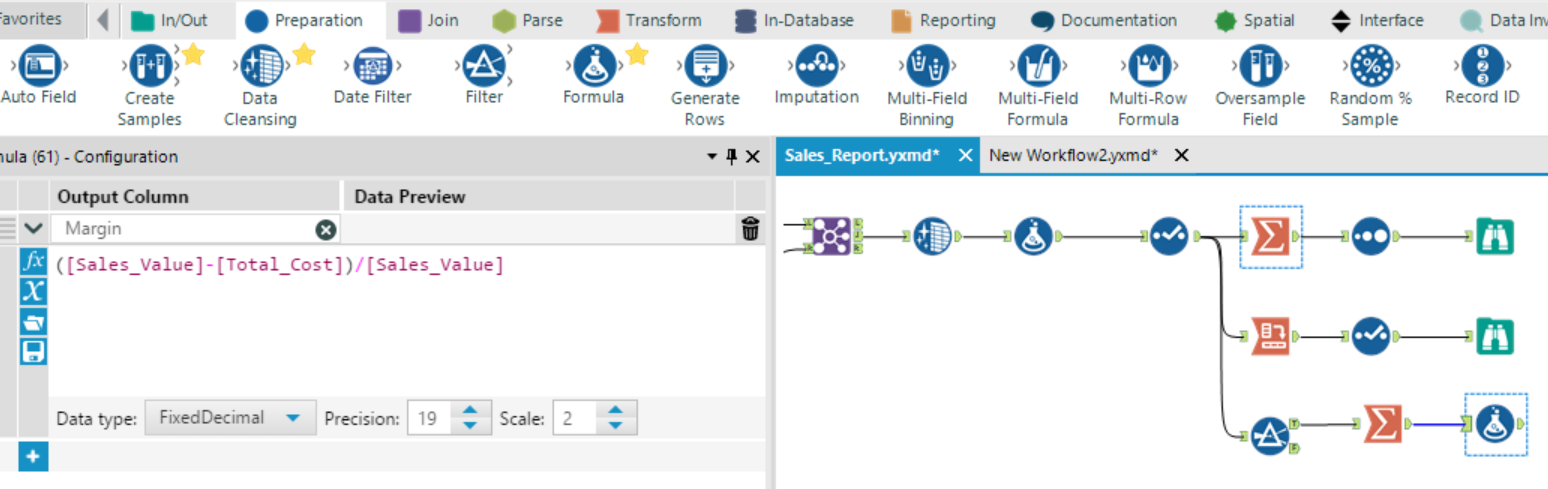 Favorites In/Out Preparation Join Parse Transform In-Database Reporting Documentation Spatial Interface Data Inv
Auto Field Create Samples Data Cleansing Date Filter Filter Formula Generate Rows Imputation Multi-Field Binning Multi-Field Formula Multi-Row Formula Oversample Field Random % Sample Record ID
nula (61) - Configuration
Sales_Report.yxmd* New Workflow2.yxmd*
Output Column Data Preview
Margin
([Sales_Value]-[Total_Cost])/[Sales_Value]
Data type: FixedDecimal Precision: 19 Scale: 2